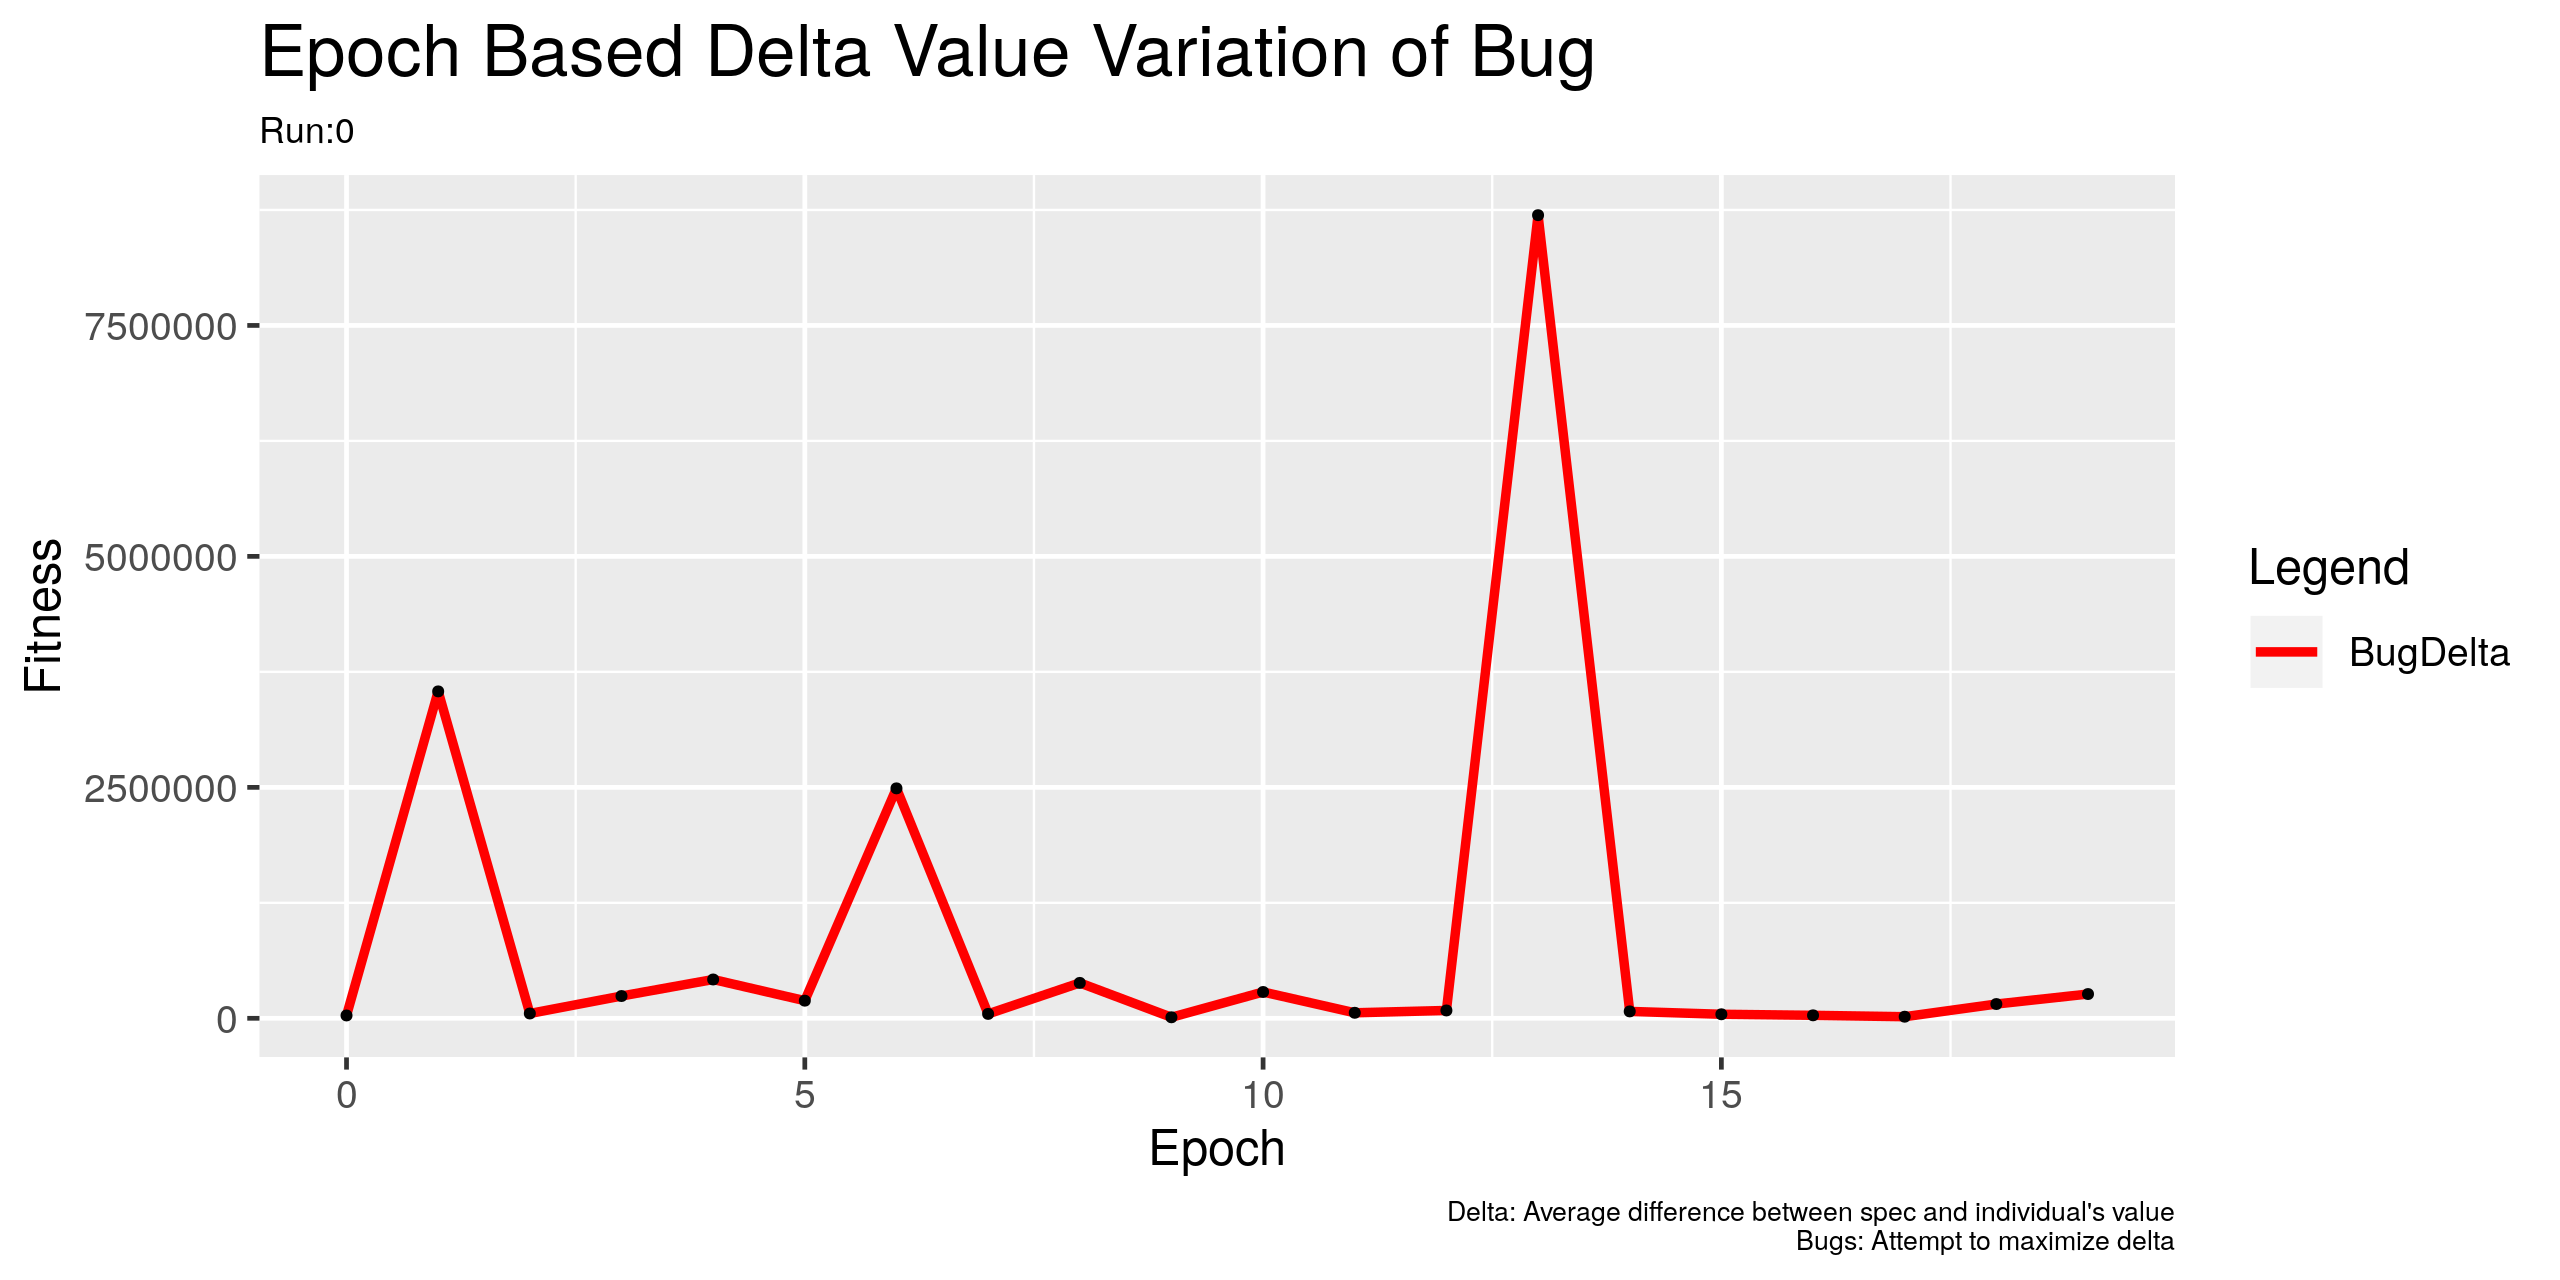 Epoch Based Delta Value Variation of Bug
Run:0
Fitness
7500000
5000000
2500000
0
0 5 10 15
Epoch
Legend
BugDelta
Delta: Average difference between spec and individual's value
Bugs: Attempt to maximize delta